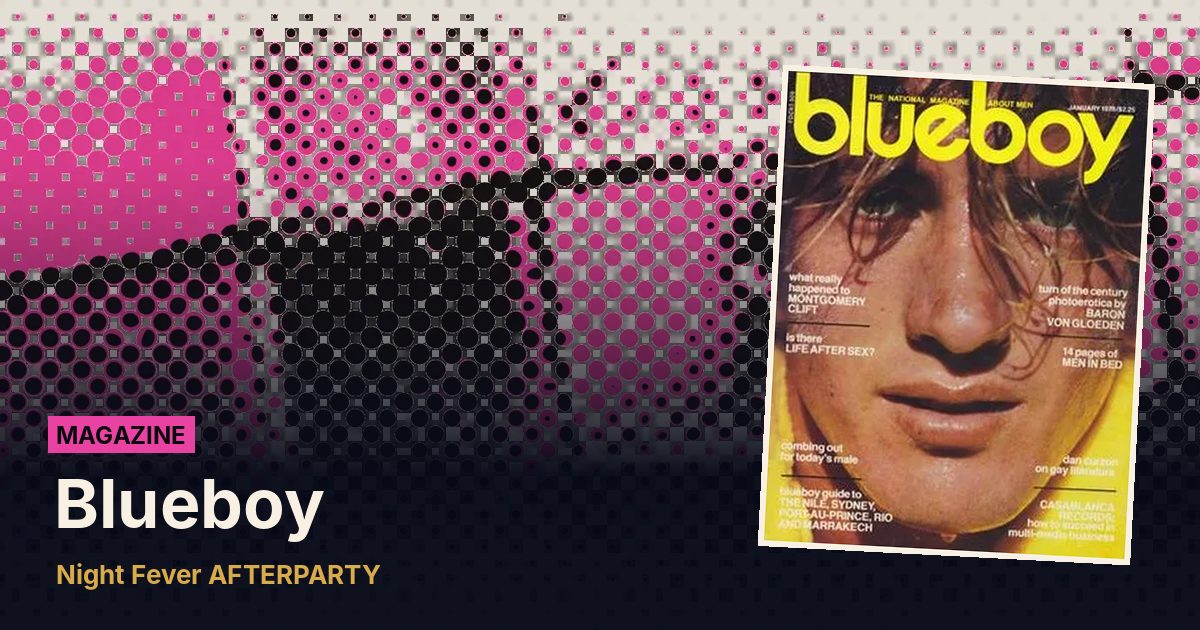 MAGAZINE
Blueboy
Night Fever AFTERPARTY
THE NATIONAL MAGAZINE ABOUT MEN
blueboy
what really
happened to
MONTGOMERY
CLIFT
is there
LIFE AFTER SEX?
combing out
for today's male
blueboy guide to
THE NILE, SYDNEY,
PORT-AU-PRINCE, RIO
AND MARRAKECH
turn of the century
photoerotica by
BARON
VON GLOEDEN
14 pages of
MEN IN BED
dan curzon
on gay literature
CASABLANCA
RECORDS:
how to succeed in
multi-media business